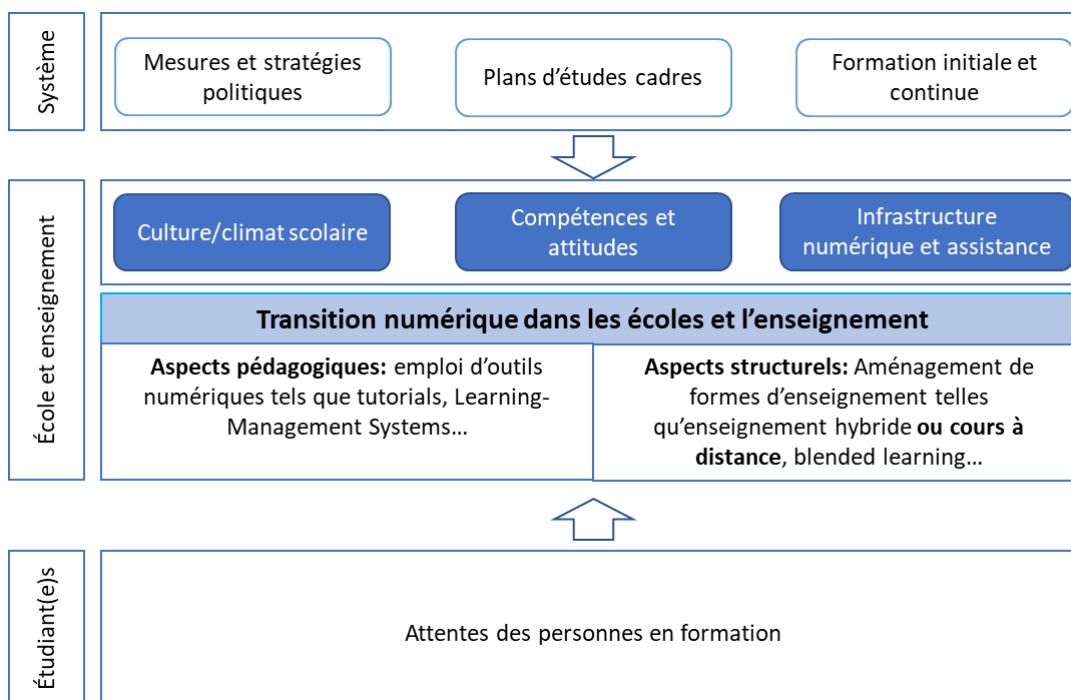 Système
Mesures et stratégies
politiques
Plans d’études cadres
Formation initiale et
continue
École et enseignement
Culture/climat scolaire
Compétences et
attitudes
Infrastructure
numérique et assistance
Transition numérique dans les écoles et l’enseignement
Aspects pédagogiques: emploi d’outils
numériques tels que tutorials, Learning-
Management Systems…
Aspects structurels: Aménagement de
formes d’enseignement telles
qu’enseignement hybride ou cours à
distance, blended learning…
Étudiant(e)s
Attentes des personnes en formation